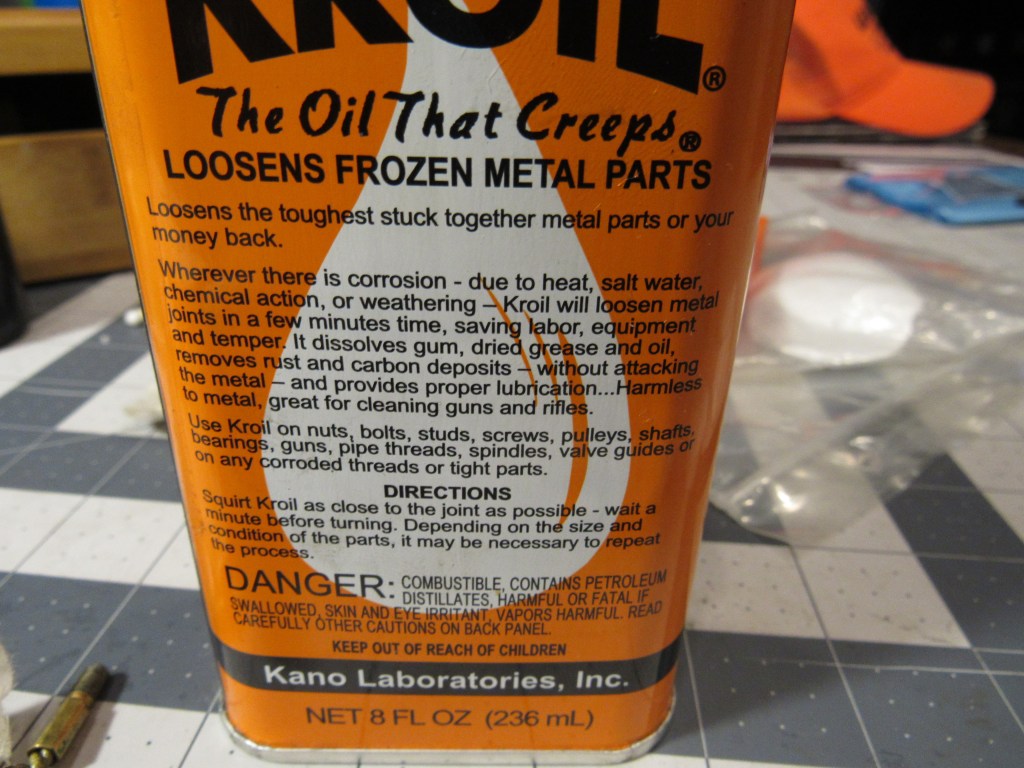 KROIL®
The Oil That Creeps®
LOOSENS FROZEN METAL PARTS
Loosens the toughest stuck together metal parts or your
money back.
Wherever there is corrosion - due to heat, salt water,
chemical action, or weathering – Kroil will loosen metal
joints in a few minutes time, saving labor, equipment
and temper. It dissolves gum, dried grease and oil,
removes rust and carbon deposits – without attacking
the metal – and provides proper lubrication...Harmless
to metal, great for cleaning guns and rifles.
Use Kroil on nuts, bolts, studs, screws, pulleys, shafts,
bearings, guns, pipe threads, spindles, valve guides or
on any corroded threads or tight parts.
DIRECTIONS
Squirt Kroil as close to the joint as possible - wait a
minute before turning. Depending on the size and
condition of the parts, it may be necessary to repeat
the process.
DANGER: COMBUSTIBLE, CONTAINS PETROLEUM
DISTILLATES, HARMFUL OR FATAL IF
SWALLOWED, SKIN AND EYE IRRITANT, VAPORS HARMFUL. READ
CAREFULLY OTHER CAUTIONS ON BACK PANEL.
KEEP OUT OF REACH OF CHILDREN
Kano Laboratories, Inc.
NET 8 FL OZ (236 mL)